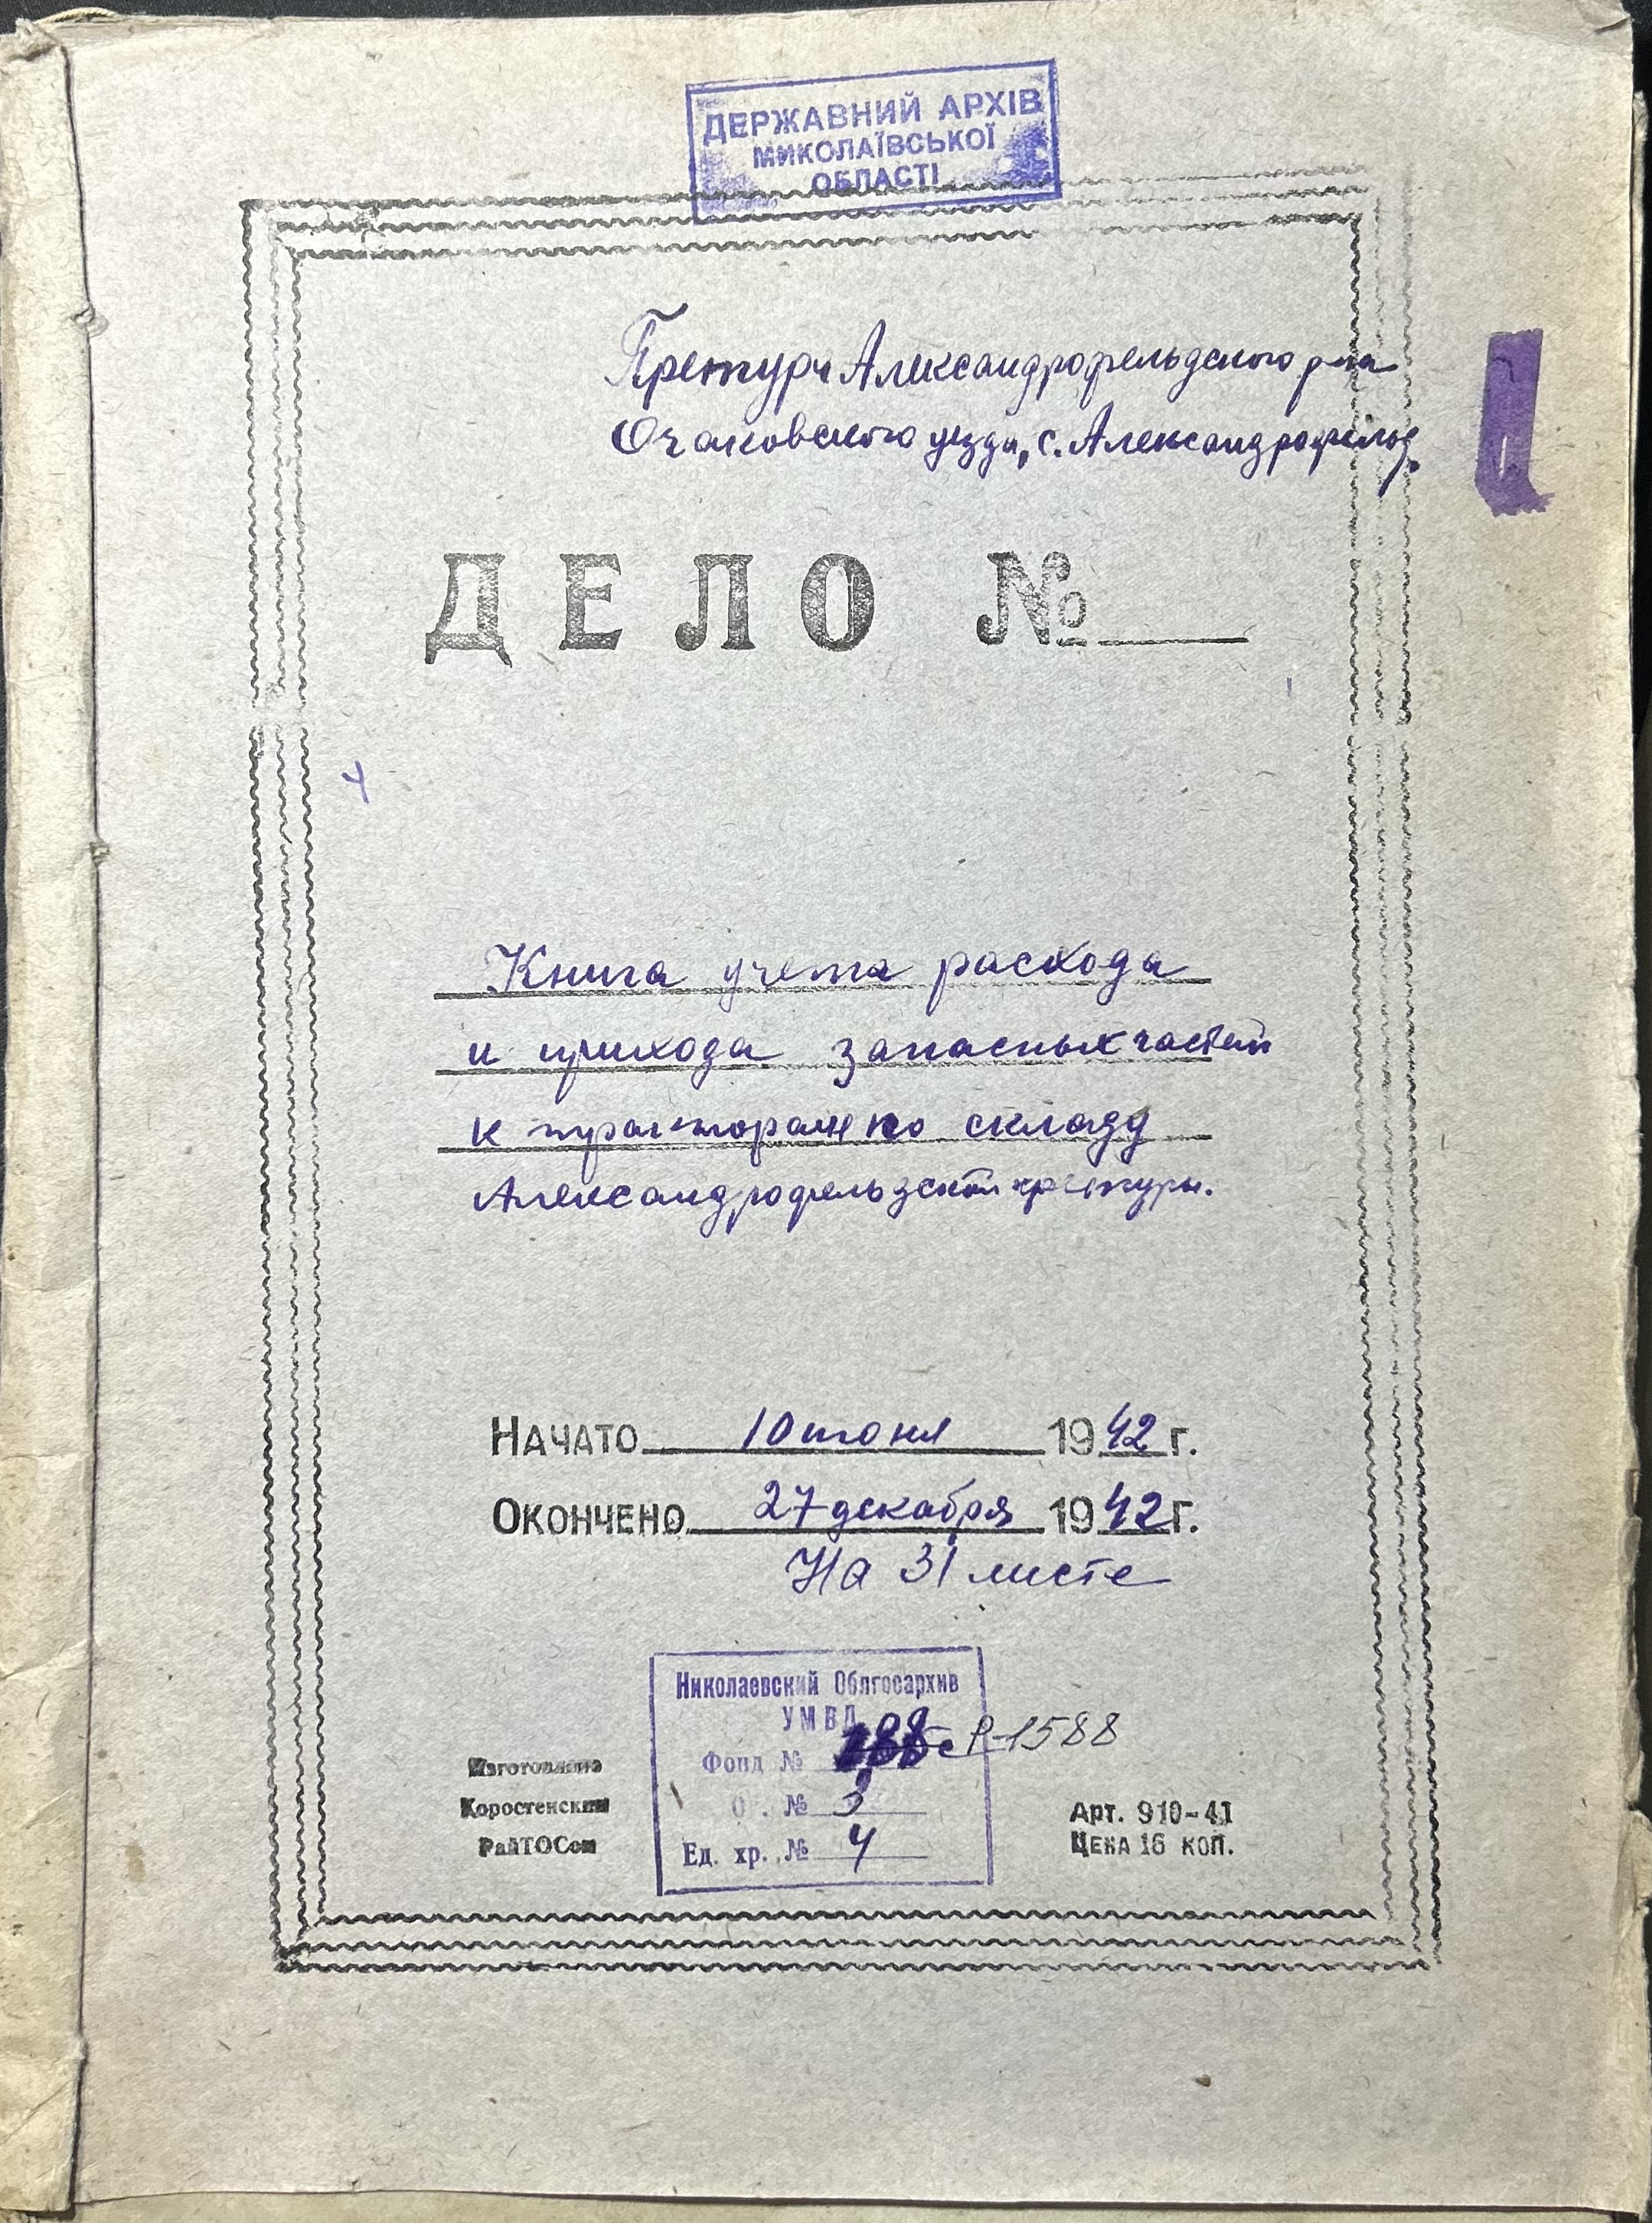 ДЕРЖАВНИЙ АРХІВ
МИКОЛАЇВСЬКОЇ
ОБЛАСТІ
Претура Александрофельдского р-на
Очаковского уезда, с. Александрофельд
ДЕЛО №
Книга учета расхода
и прихода запасных частей
к тракторам по складу
Александрофельдской претуры.
НАЧАТО 10 июня 1942 г.
ОКОНЧЕНО 27 декабря 1942 г.
На 31 листе
Николаевский Облгосархив
УМВД
Фонд № Р-1588
О . № 3
Ед. хр. № 4
Изготовлено
Коростенский
РайТОСом
Арт. 910-41
ЦЕНА 16 КОП.